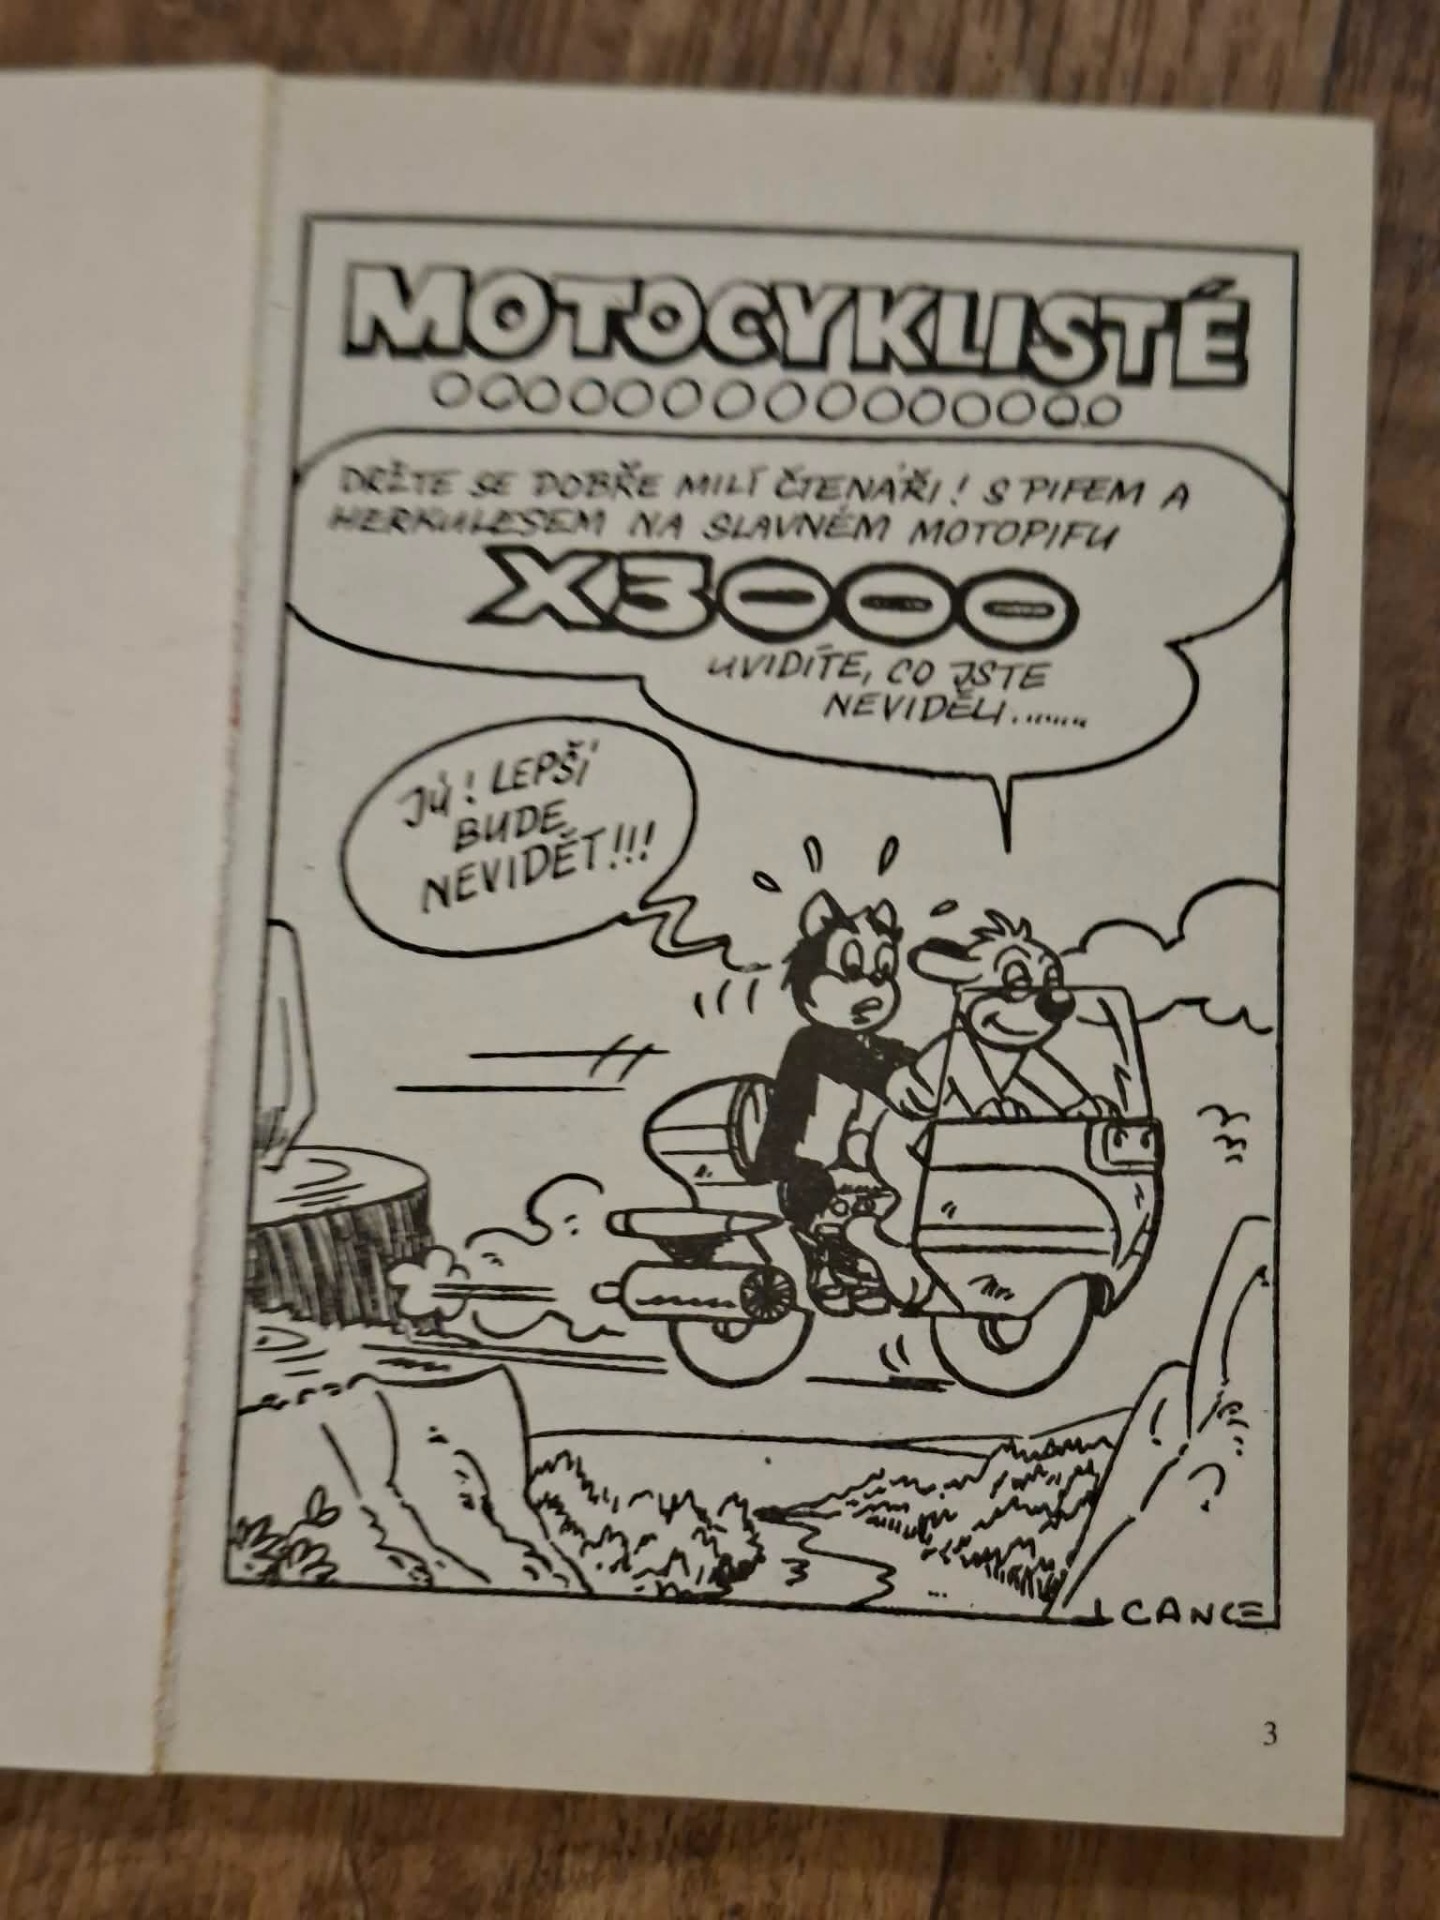 MOTOCYKLISTÉ
DRŽTE SE DOBŘE MILÍ ČTENÁŘI! S PIFEM A
HERKULESEM NA SLAVNÉM MOTOPIFU
X3000
UVIDÍTE, CO JSTE
NEVIDĚLI.......
JÚ! LEPŠÍ
BUDE
NEVIDĚT!!!
J CANCE
3